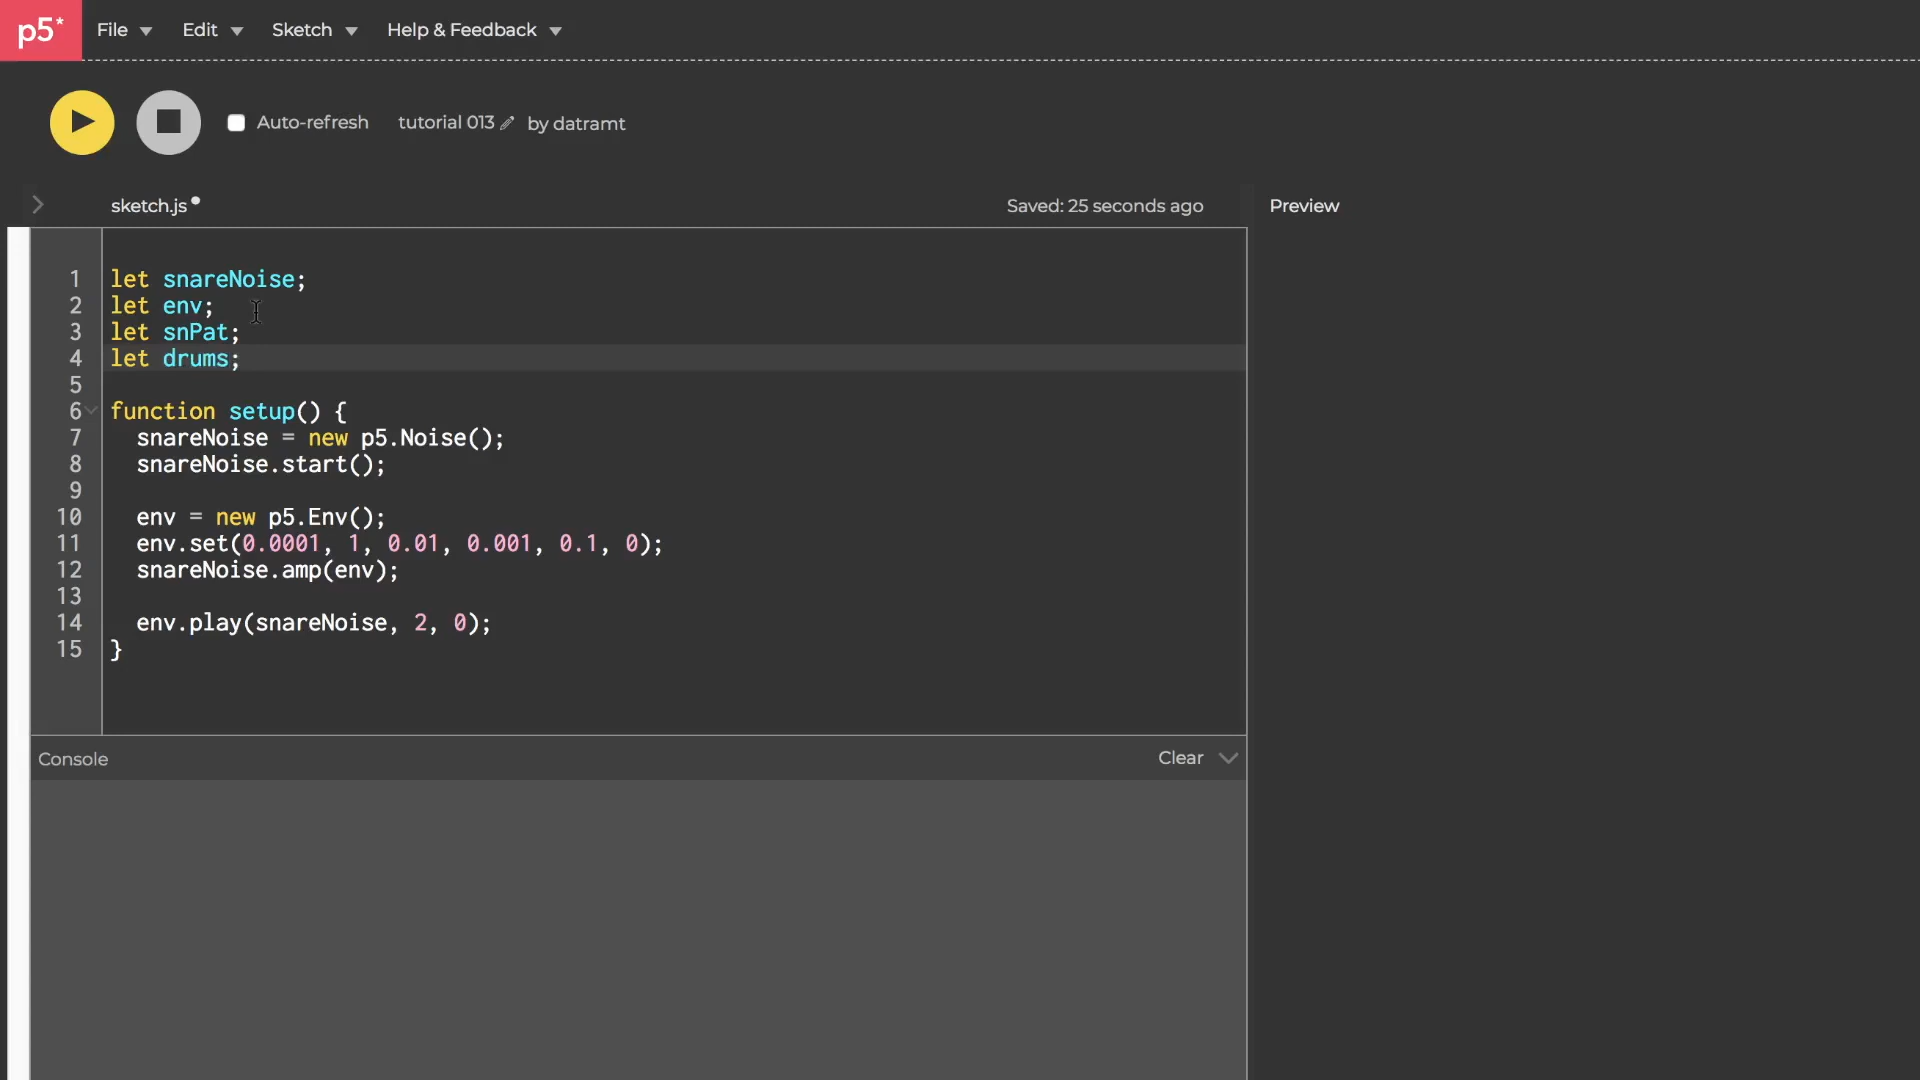 p5* File Edit Sketch Help & Feedback
Auto-refresh tutorial 013 by datramt
sketch.js Saved: 25 seconds ago Preview
1 let snareNoise;
2 let env;
3 let snPat;
4 let drums;
5
6 function setup() {
7 snareNoise = new p5.Noise();
8 snareNoise.start();
9
10 env = new p5.Env();
11 env.set(0.0001, 1, 0.01, 0.001, 0.1, 0);
12 snareNoise.amp(env);
13
14 env.play(snareNoise, 2, 0);
15 }
Console Clear